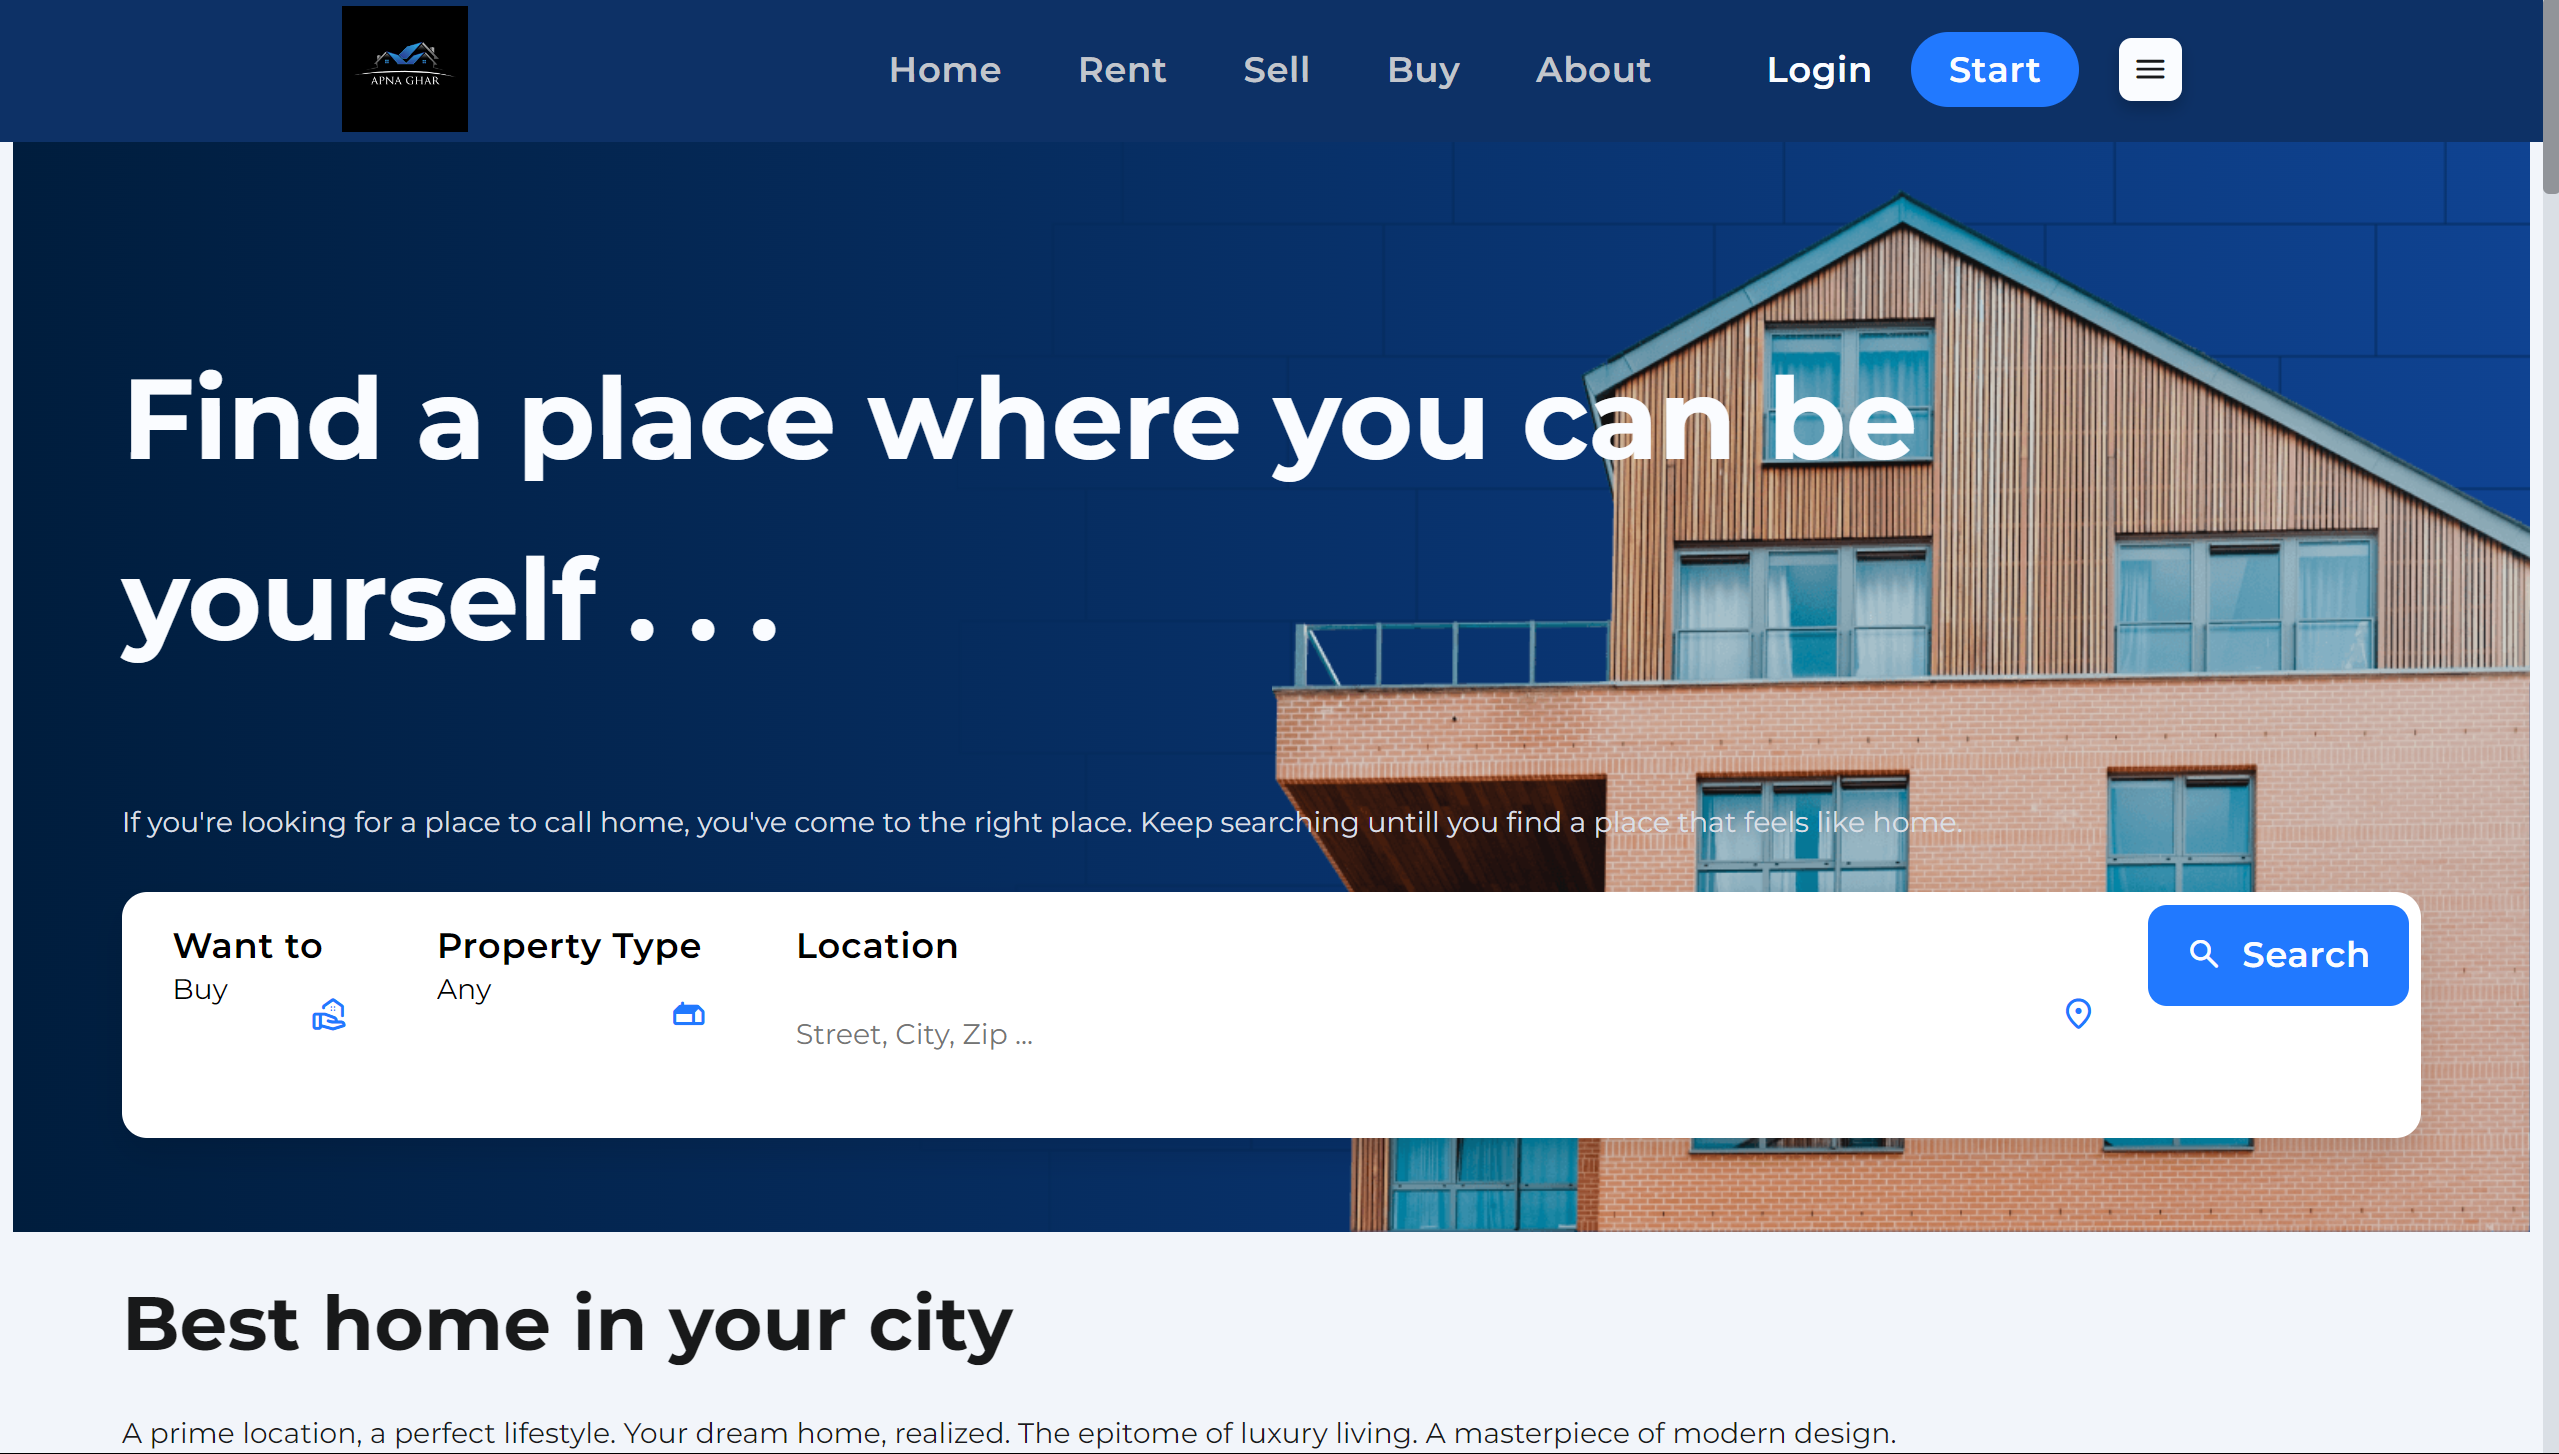 APNA GHAR
Home Rent Sell Buy About Login Start
Find a place where you can be
yourself . . .
If you're looking for a place to call home, you've come to the right place. Keep searching untill you find a place that feels like home.
Want to Property Type Location
Buy Any
Street, City, Zip ...
Search
Best home in your city
A prime location, a perfect lifestyle. Your dream home, realized. The epitome of luxury living. A masterpiece of modern design.